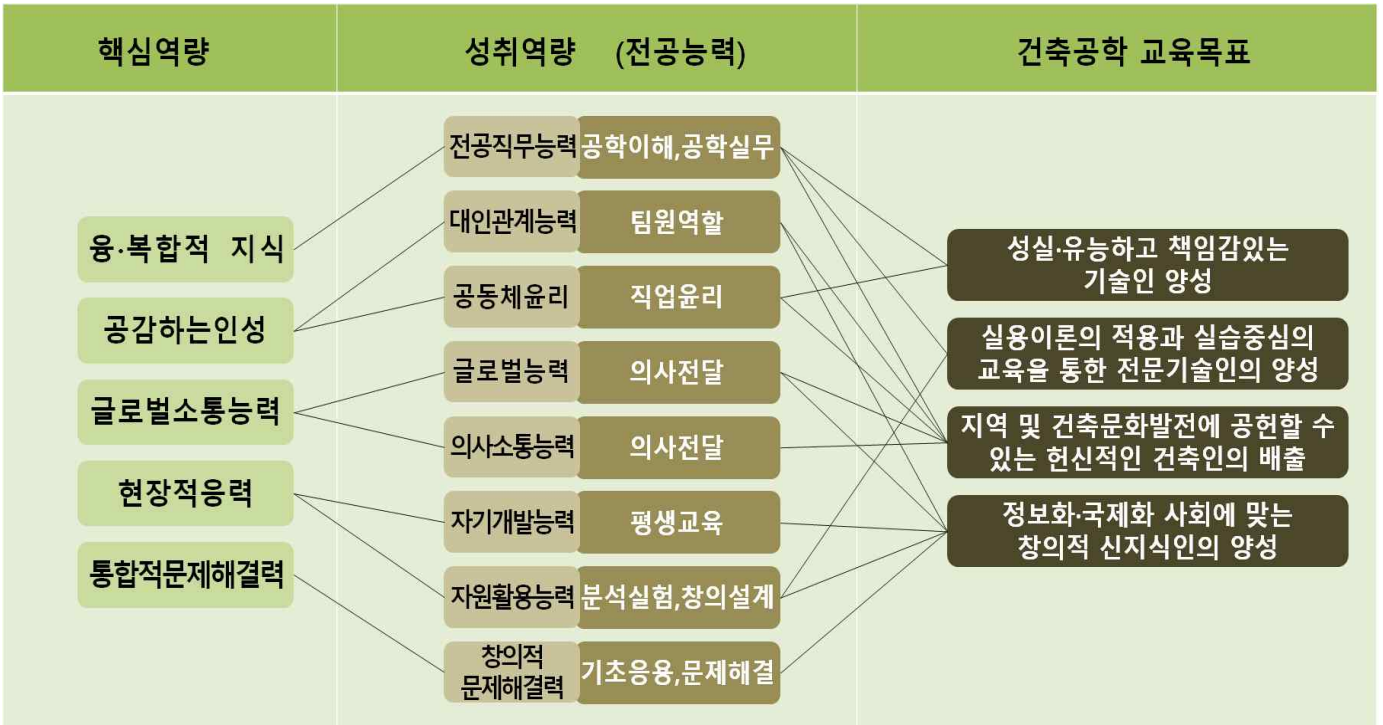 핵심역량
성취역량 (전공능력)
건축공학 교육목표
융·복합적 지식
공감하는인성
글로벌소통능력
현장적응력
통합적문제해결력
전공직무능력 공학이해,공학실무
대인관계능력 팀원역할
공동체윤리 직업윤리
글로벌능력 의사전달
의사소통능력 의사전달
자기개발능력 평생교육
자원활용능력 분석실험,창의설계
창의적
문제해결력
기초응용,문제해결
성실·유능하고 책임감있는
기술인 양성
실용이론의 적용과 실습중심의
교육을 통한 전문기술인의 양성
지역 및 건축문화발전에 공헌할 수
있는 헌신적인 건축인의 배출
정보화·국제화 사회에 맞는
창의적 신지식인의 양성